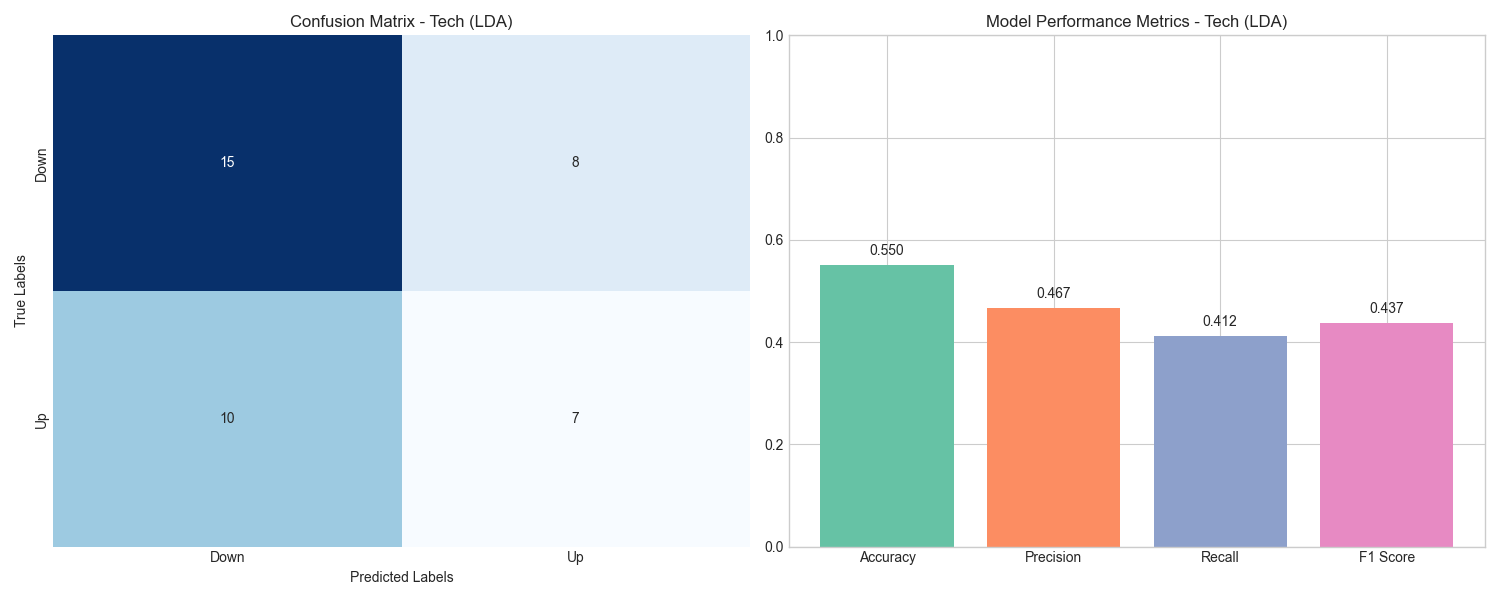 Confusion Matrix - Tech (LDA)
True Labels
Down
Up
15
8
10
7
Down
Up
Predicted Labels
Model Performance Metrics - Tech (LDA)
1.0
0.8
0.6
0.4
0.2
0.0
0.550
0.467
0.412
0.437
Accuracy
Precision
Recall
F1 Score